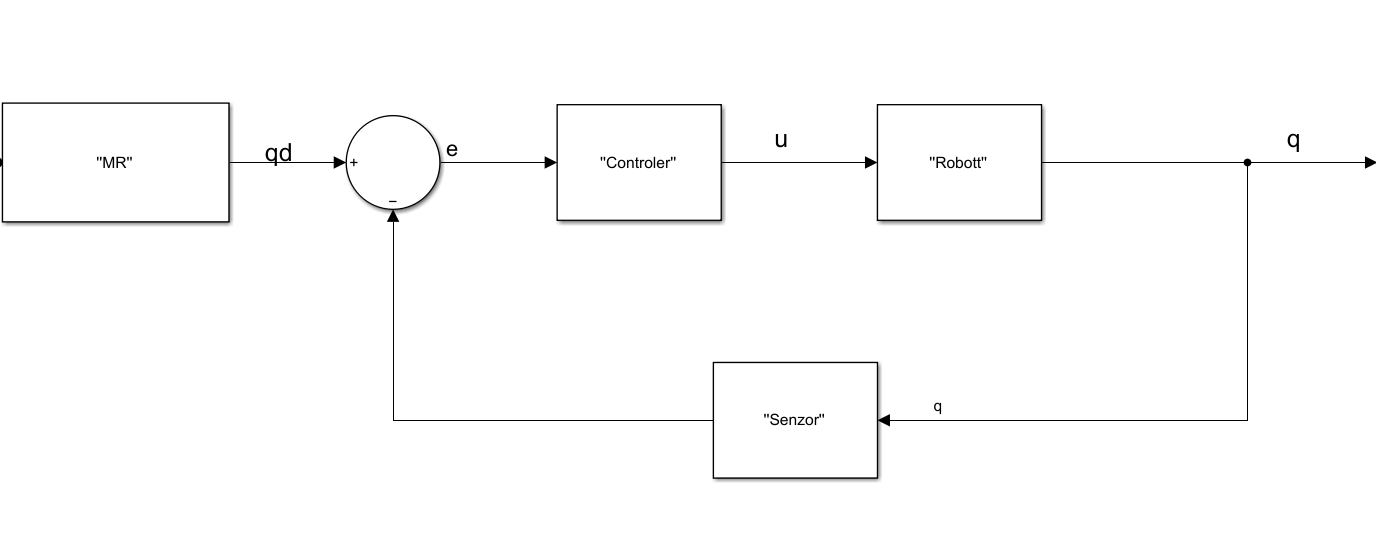 "MR"
qd
+
−
e
"Controler"
u
"Robott"
q
"Senzor"
q